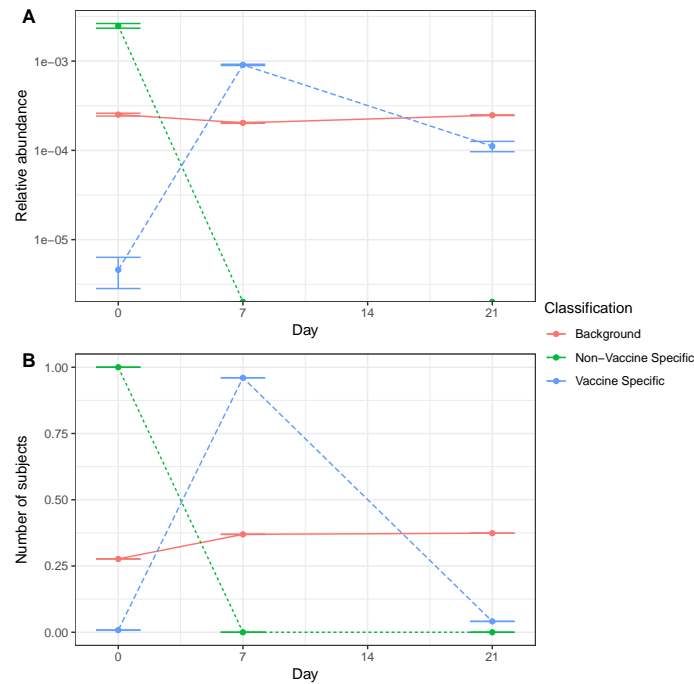 A
1e−03
1e−04
1e−05
Relative abundance
0
7
14
21
Day
Classification
Background
Non−Vaccine Specific
Vaccine Specific
B
1.00
0.75
0.50
0.25
0.00
Number of subjects
0
7
14
21
Day